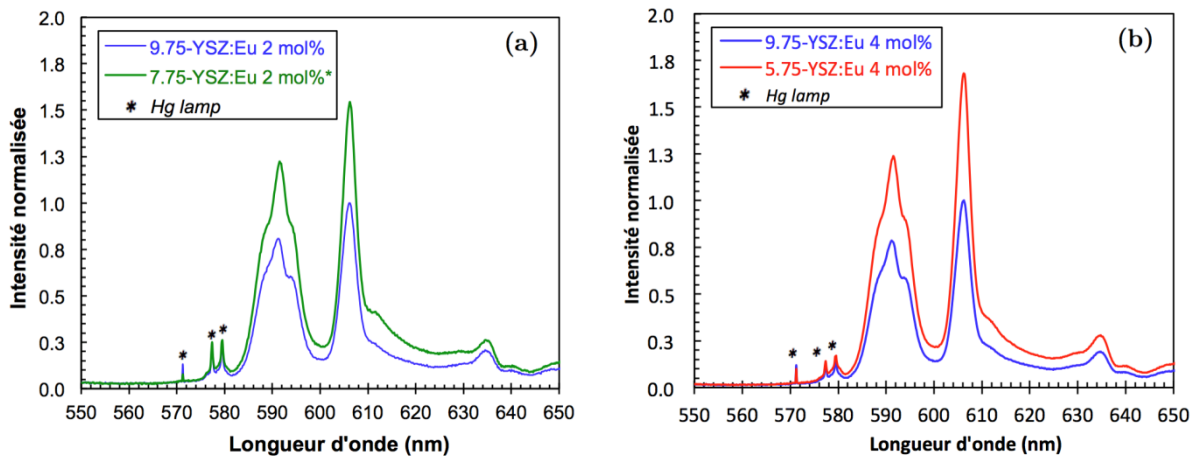 2.0
1.8
1.5
1.3
1.0
0.8
0.5
0.3
0.0
Intensité normalisée
9.75-YSZ:Eu 2 mol%
7.75-YSZ:Eu 2 mol%*
* Hg lamp
(a)
* * *
550 560 570 580 590 600 610 620 630 640 650
Longueur d'onde (nm)
2.0
1.8
1.5
1.3
1.0
0.8
0.5
0.3
0.0
Intensité normalisée
9.75-YSZ:Eu 4 mol%
5.75-YSZ:Eu 4 mol%
* Hg lamp
(b)
* * *
550 560 570 580 590 600 610 620 630 640 650
Longueur d'onde (nm)